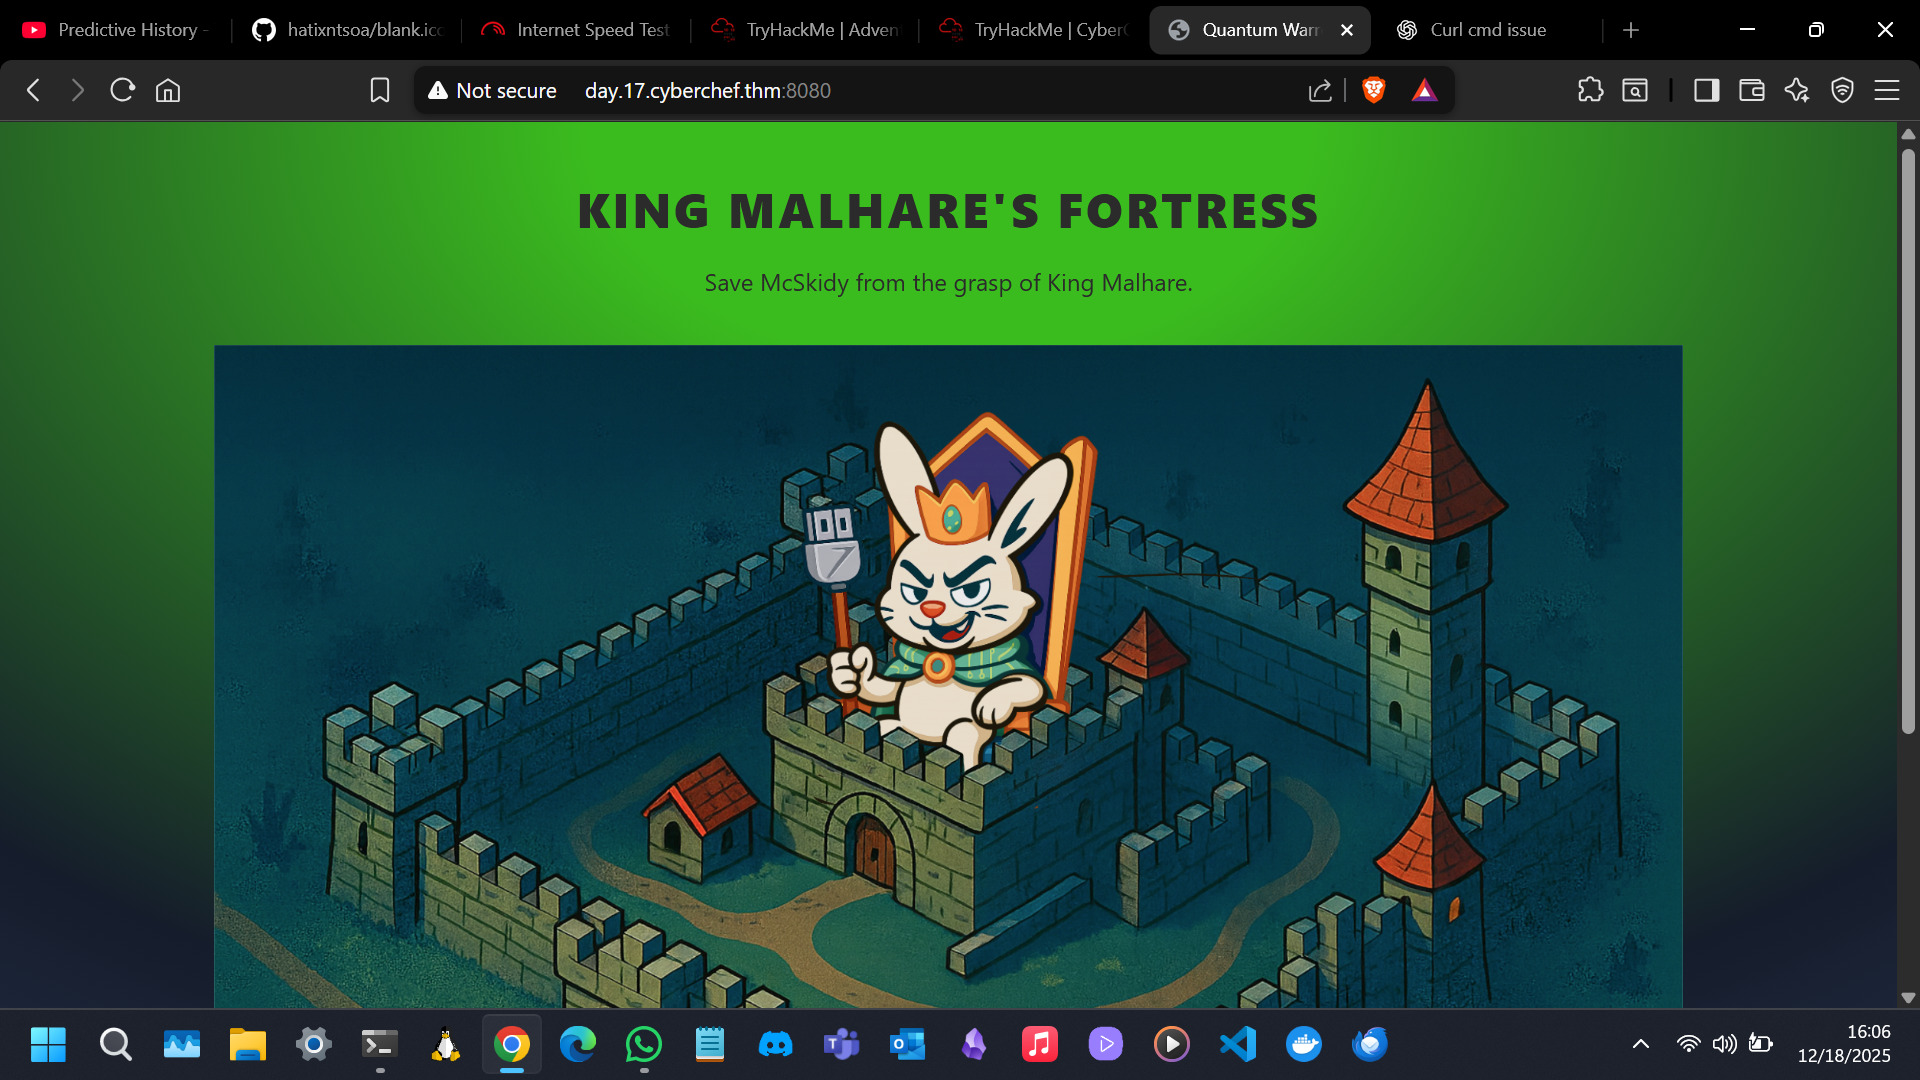 Predictive History -
hatixntsoa/blank.icc
Internet Speed Test
TryHackMe | Adven
TryHackMe | CyberC
Quantum Warr
Curl cmd issue
Not secure
day.17.cyberchef.thm:8080
KING MALHARE'S FORTRESS
Save McSkidy from the grasp of King Malhare.
16:06
12/18/2025